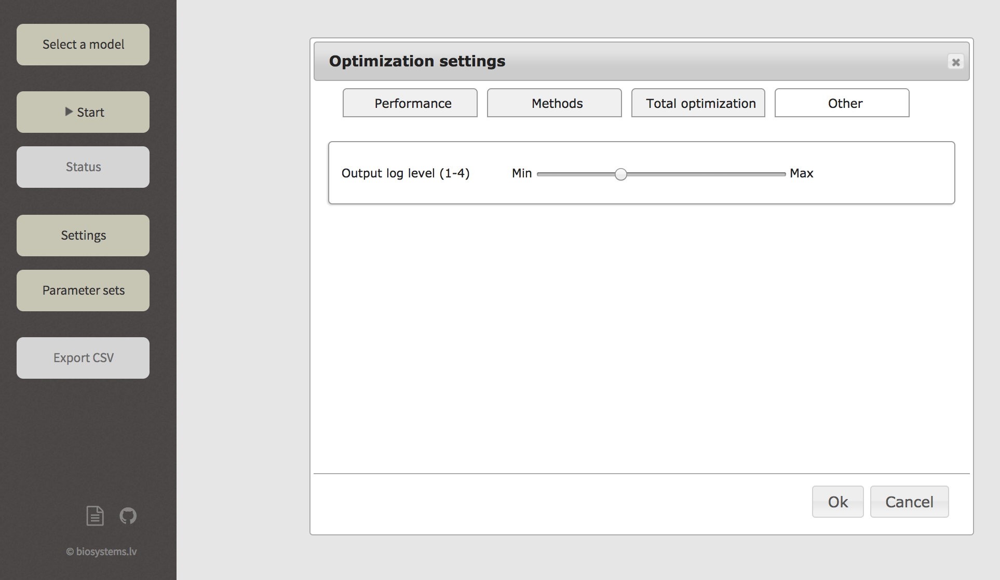 Select a model
Start
Status
Settings
Parameter sets
Export CSV
© biosystems.lv
Optimization settings
Performance
Methods
Total optimization
Other
Output log level (1-4) Min Max
Ok
Cancel